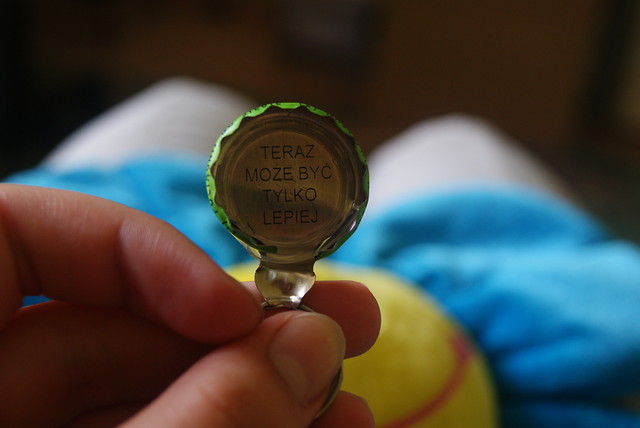 TERAZ
MOŻE BYĆ
TYLKO
LEPIEJ